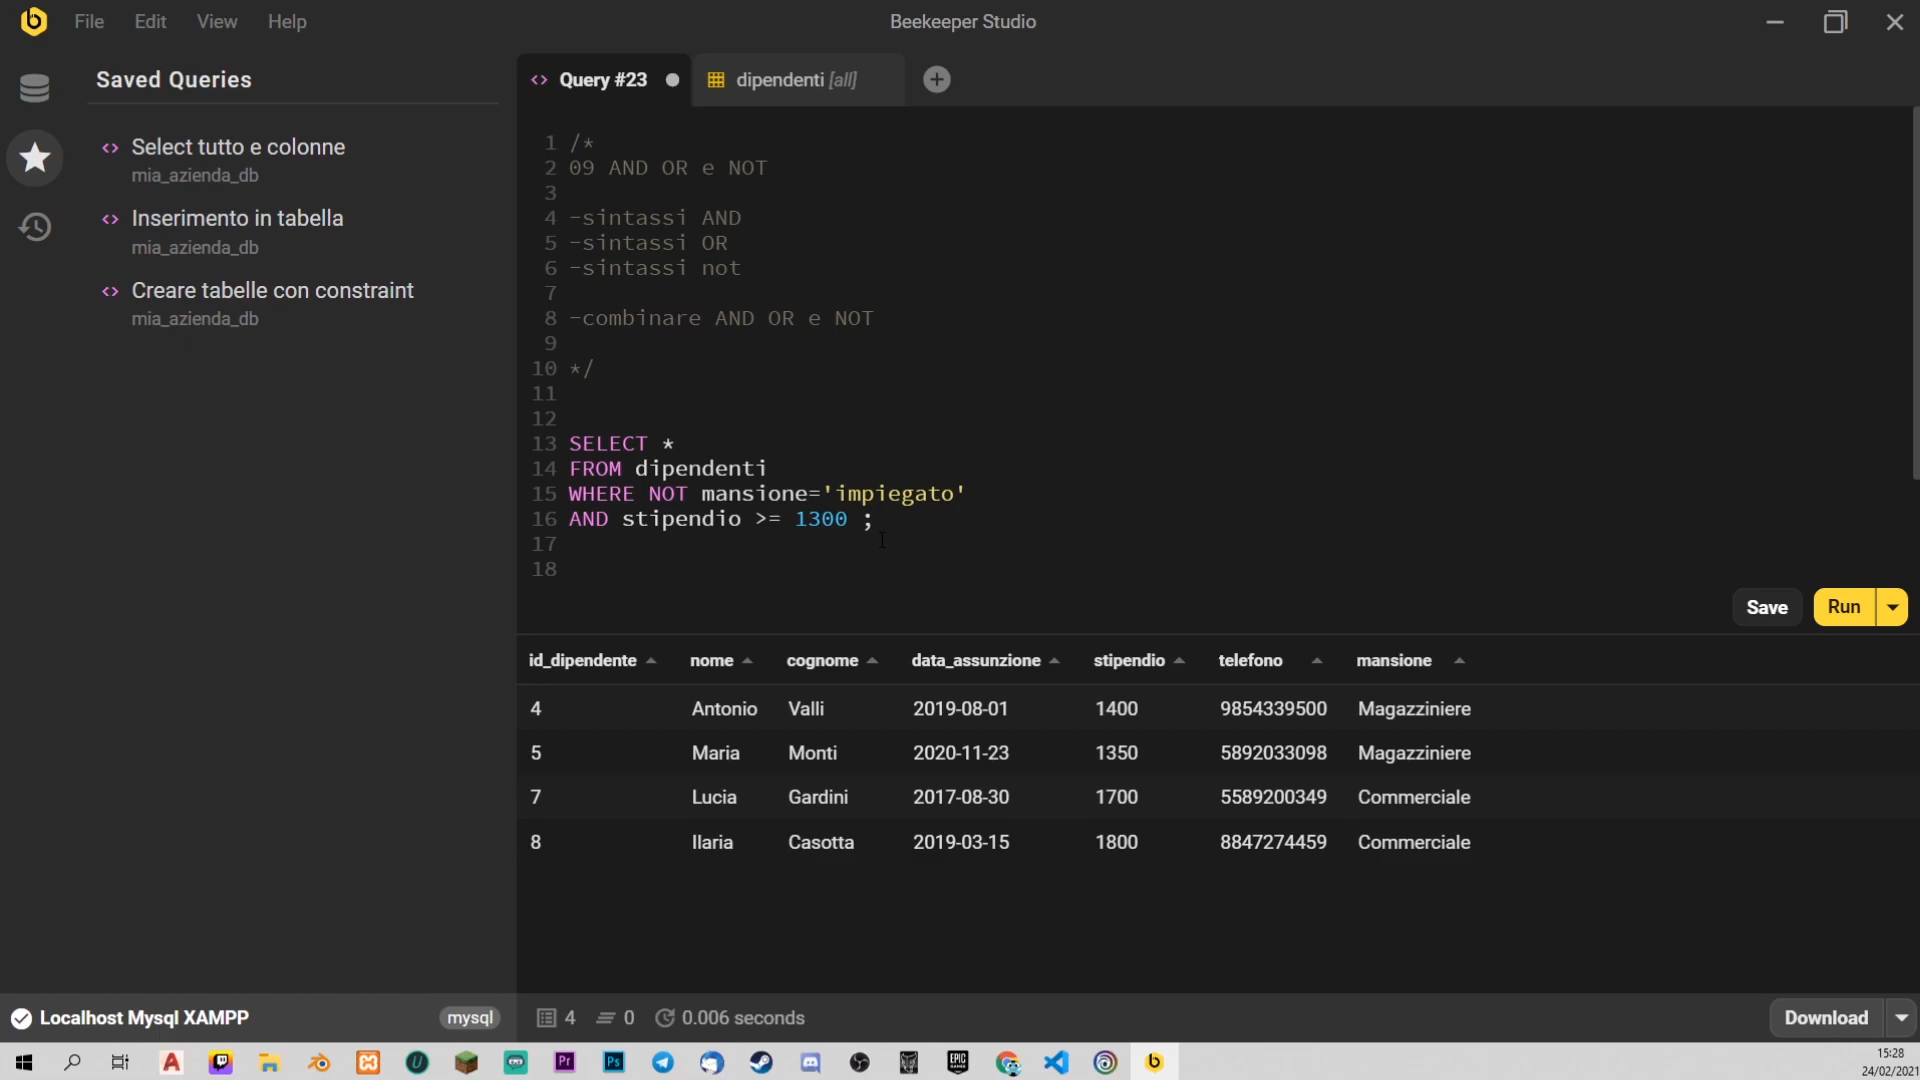 File Edit View Help Beekeeper Studio
Saved Queries
Select tutto e colonne
mia_azienda_db
Inserimento in tabella
mia_azienda_db
Creare tabelle con constraint
mia_azienda_db
Query #23 dipendenti [all]
1 /*
2 09 AND OR e NOT
3
4 -sintassi AND
5 -sintassi OR
6 -sintassi not
7
8 -combinare AND OR e NOT
9
10 */
11
12
13 SELECT *
14 FROM dipendenti
15 WHERE NOT mansione='impiegato'
16 AND stipendio >= 1300 ;
17
18
Save Run
id_dipendente nome cognome data_assunzione stipendio telefono mansione
4 Antonio Valli 2019-08-01 1400 9854339500 Magazziniere
5 Maria Monti 2020-11-23 1350 5892033098 Magazziniere
7 Lucia Gardini 2017-08-30 1700 5589200349 Commerciale
8 Ilaria Casotta 2019-03-15 1800 8847274459 Commerciale
Localhost Mysql XAMPP mysql 4 0 0.006 seconds Download
Pr Ps EPIC GAMES
15:28
24/02/2021